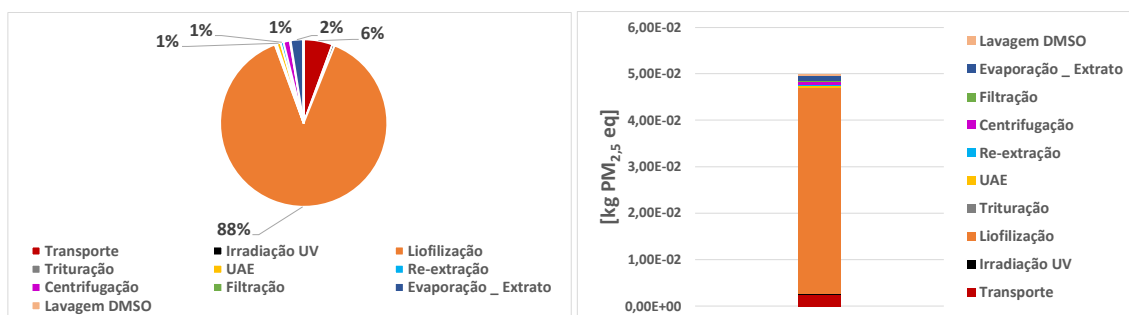 1%
1%
1%
2%
6%
88%
Transporte
Irradiação UV
Liofilização
Trituração
UAE
Re-extração
Centrifugação
Filtração
Evaporação _ Extrato
Lavagem DMSO
[kg PM2,5 eq]
6,00E-02
5,00E-02
4,00E-02
3,00E-02
2,00E-02
1,00E-02
0,00E+00
Lavagem DMSO
Evaporação _ Extrato
Filtração
Centrifugação
Re-extração
UAE
Trituração
Liofilização
Irradiação UV
Transporte